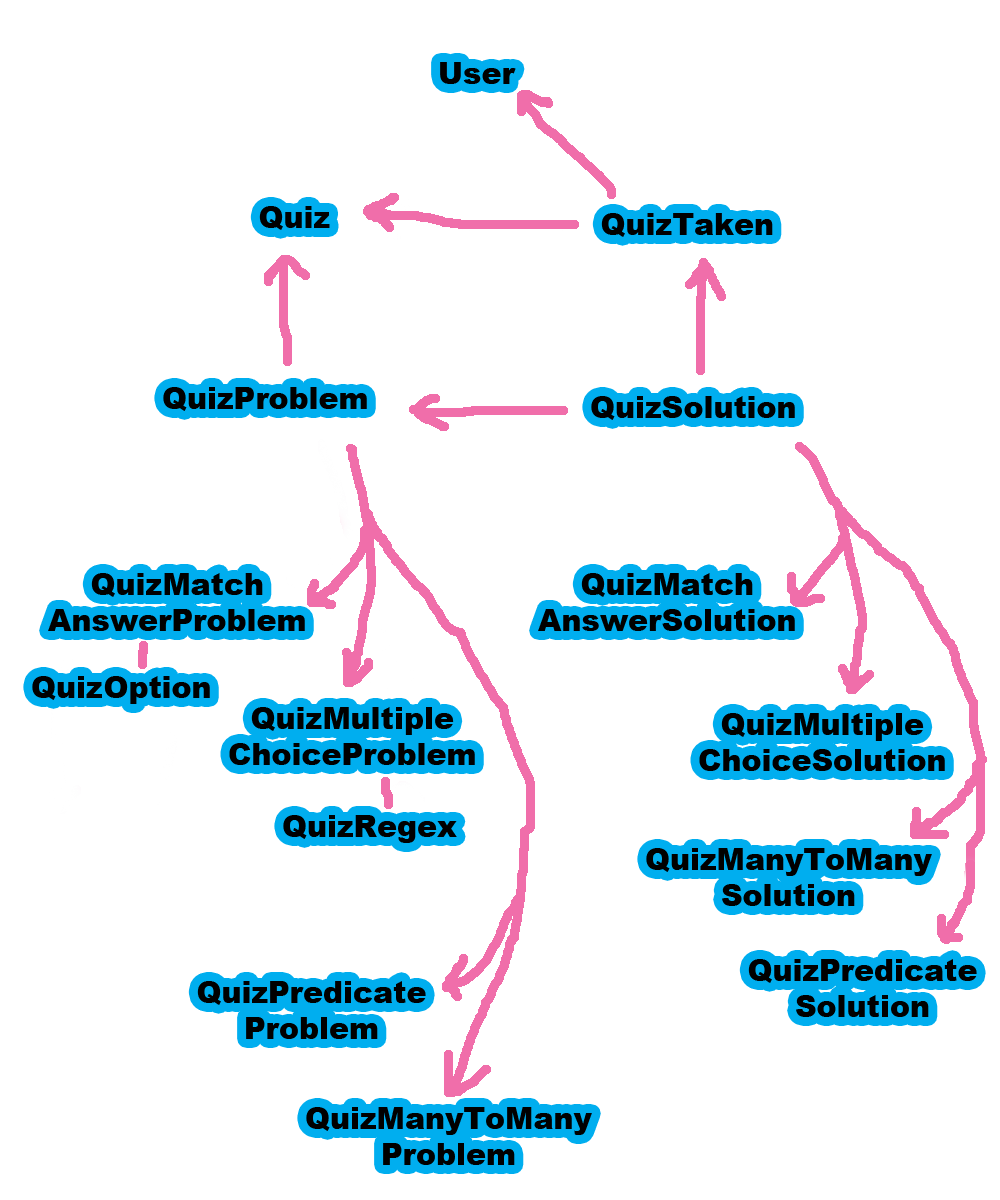 User
Quiz
QuizTaken
QuizProblem
QuizSolution
QuizMatch
AnswerProblem
QuizOption
QuizMultiple
ChoiceProblem
QuizRegex
QuizPredicate
Problem
QuizManyToMany
Problem
QuizMatch
AnswerSolution
QuizMultiple
ChoiceSolution
QuizManyToMany
Solution
QuizPredicate
Solution